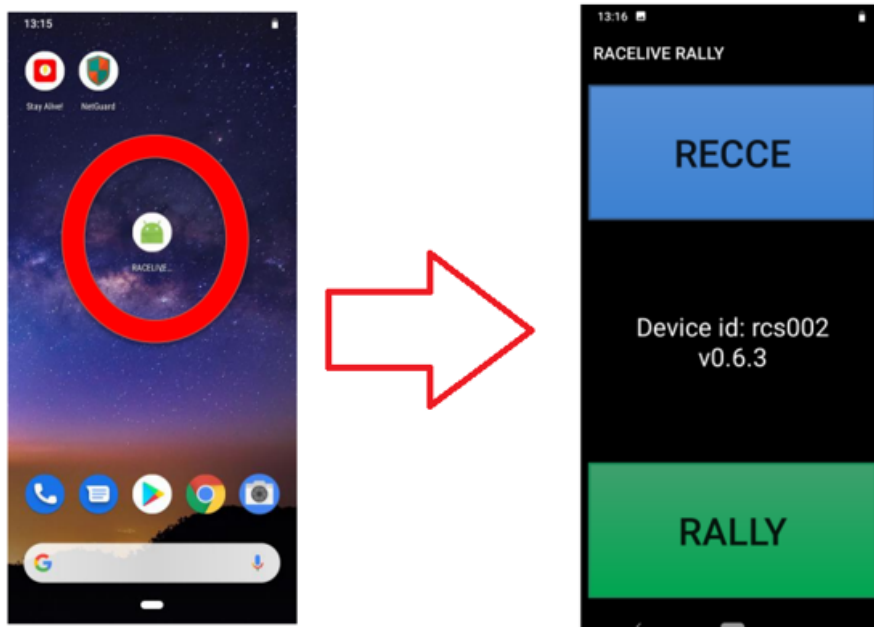 13:15
Stay Alive!
NetGuard
RACELIVE...
G
13:16
RACELIVE RALLY
RECCE
Device id: rcs002
v0.6.3
RALLY